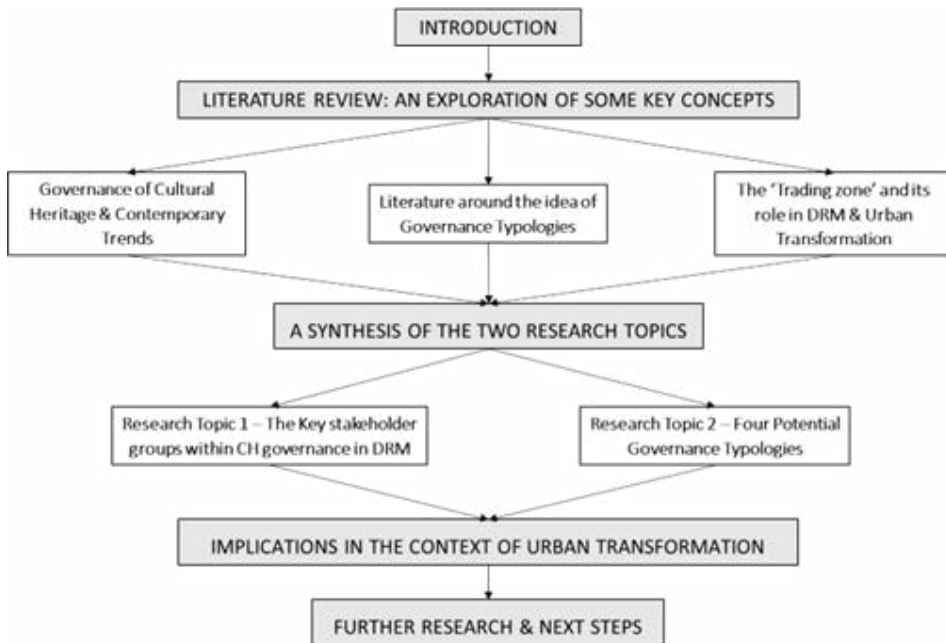 INTRODUCTION
LITERATURE REVIEW: AN EXPLORATION OF SOME KEY CONCEPTS
Governance of Cultural
Heritage & Contemporary
Trends
Literature around the idea of
Governance Typologies
The 'Trading zone' and its
role in DRM & Urban
Transformation
A SYNTHESIS OF THE TWO RESEARCH TOPICS
Research Topic 1 – The Key stakeholder
groups within CH governance in DRM
Research Topic 2 – Four Potential
Governance Typologies
IMPLICATIONS IN THE CONTEXT OF URBAN TRANSFORMATION
FURTHER RESEARCH & NEXT STEPS